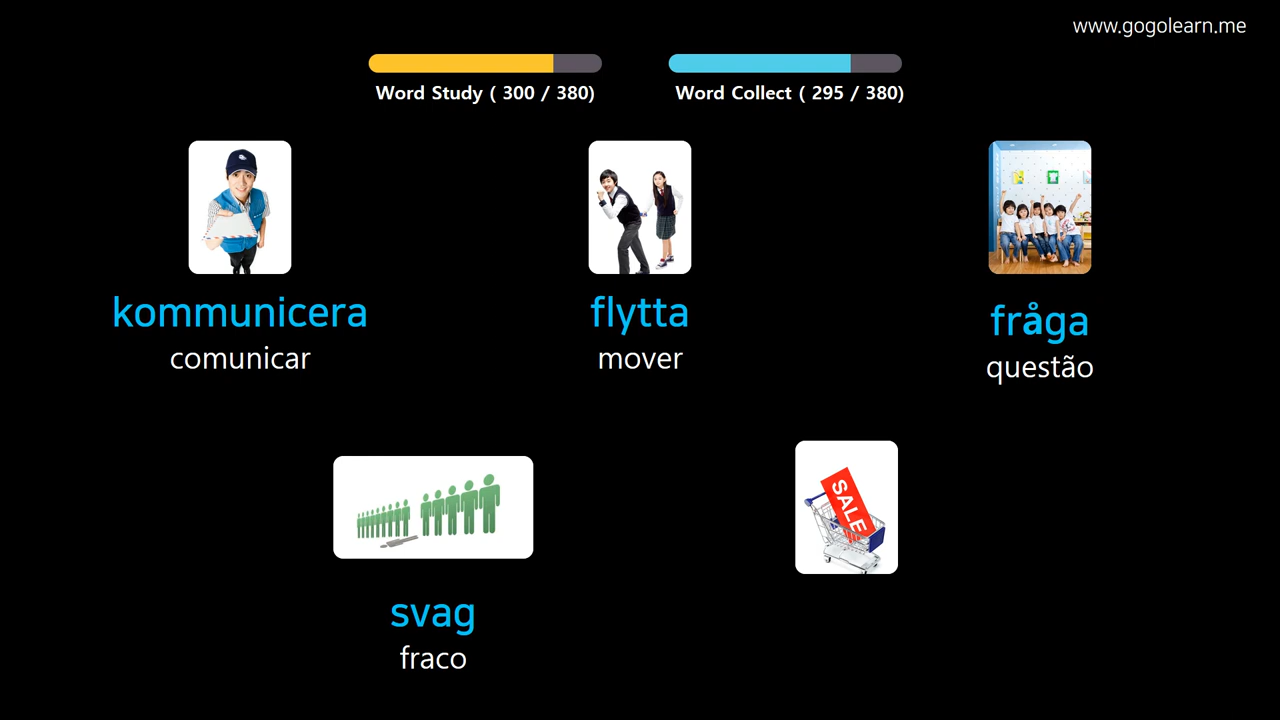 www.gogolearn.me
Word Study ( 300 / 380)
Word Collect ( 295 / 380)
kommunicera
comunicar
flytta
mover
fråga
questão
SALE
svag
fraco